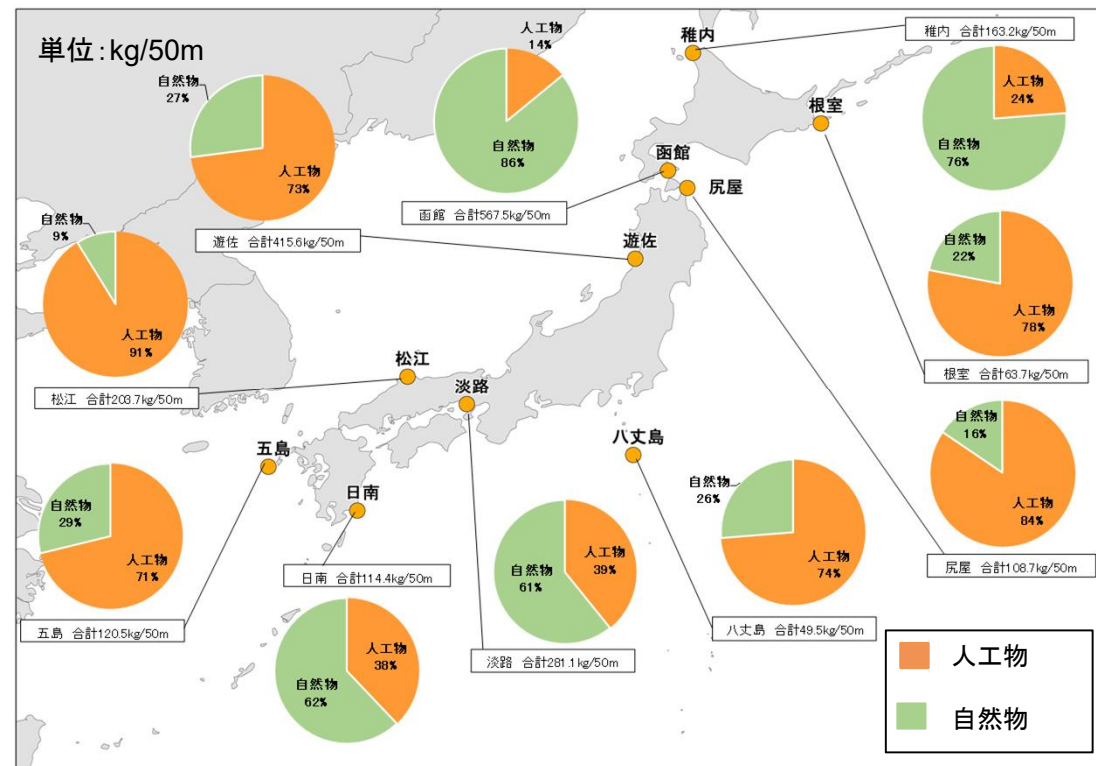 単位:kg/50m
人工物
14%
自然物
86%
自然物
27%
人工物
73%
稚内
稚内 合計163.2kg/50m
人工物
24%
自然物
76%
根室
函館
尻屋
函館 合計567.5kg/50m
遊佐 合計415.6kg/50m
遊佐
自然物
9%
人工物
91%
自然物
22%
人工物
78%
松江
松江 合計203.7kg/50m
淡路
根室 合計63.7kg/50m
五島
八丈島
自然物
16%
人工物
84%
自然物
29%
人工物
71%
日南
自然物
26%
人工物
74%
人工物
39%
自然物
61%
日南 合計114.4kg/50m
尻屋 合計108.7kg/50m
五島 合計120.5kg/50m
八丈島 合計49.5kg/50m
人工物
38%
自然物
62%
淡路 合計281.1kg/50m
人工物
自然物